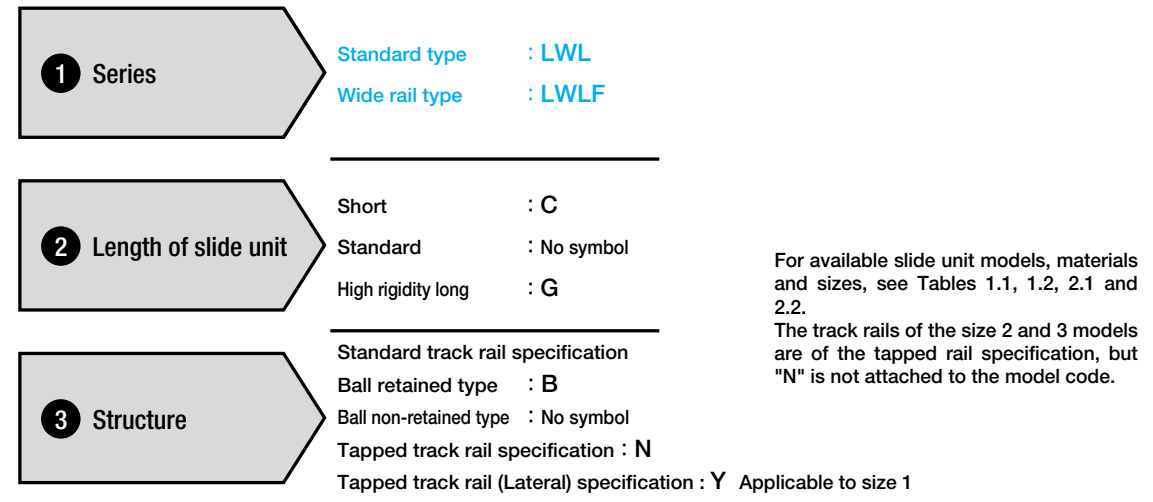 1 Series
Standard type : LWL
Wide rail type : LWLF
2 Length of slide unit
Short : C
Standard : No symbol
High rigidity long : G
For available slide unit models, materials
and sizes, see Tables 1.1, 1.2, 2.1 and
2.2.
The track rails of the size 2 and 3 models
are of the tapped rail specification, but
"N" is not attached to the model code.
3 Structure
Standard track rail specification
Ball retained type : B
Ball non-retained type : No symbol
Tapped track rail specification : N
Tapped track rail (Lateral) specification : Y Applicable to size 1